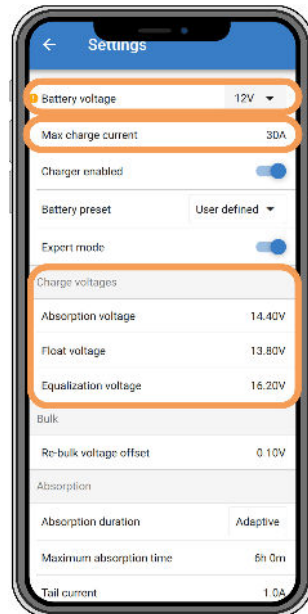 Settings
Battery voltage 12V
Max charge current 30A
Charger enabled
Battery preset User defined
Expert mode
Charge voltages
Absorption voltage 14.40V
Float voltage 13.80V
Equalization voltage 16.20V
Bulk
Re-bulk voltage offset 0.10V
Absorption
Absorption duration Adaptive
Maximum absorption time 6h 0m
Tail current 1.0A